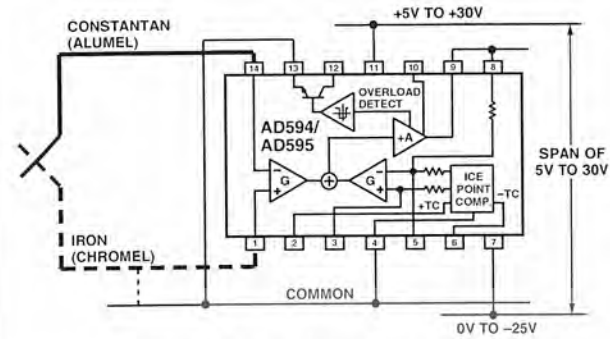 CONSTANTAN
(ALUMEL)
+5V TO +30V
14
13
12
11
10
9
8
OVERLOAD
DETECT
AD594/
AD595
+A
G
+
G
ICE
POINT
COMP.
+TC
–TC
SPAN OF
5V TO 30V
1
2
3
4
5
6
7
IRON
(CHROMEL)
COMMON
0V TO –25V